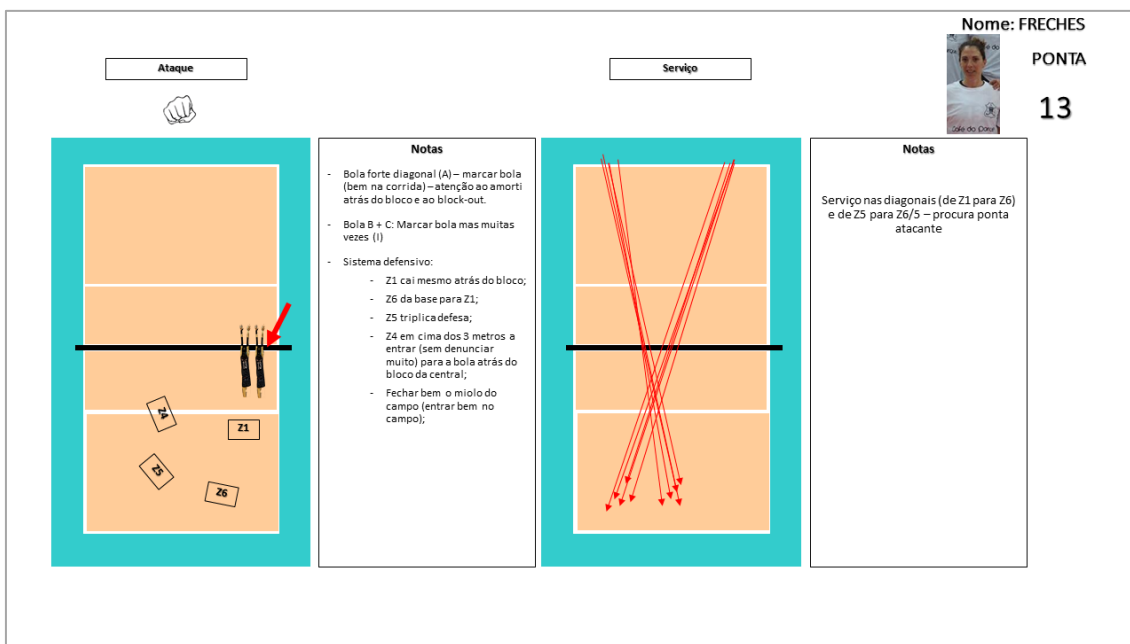 Nome: FRECHES
PONTA
13
Ataque
Serviço
Notas
- Bola forte diagonal (A) – marcar bola
(bem na corrida) – atenção ao amorti
atrás do bloco e ao block-out.
- Bola B + C: Marcar bola mas muitas
vezes (I)
- Sistema defensivo:
- Z1 cai mesmo atrás do bloco;
- Z6 da base para Z1;
- Z5 triplica defesa;
- Z4 em cima dos 3 metros a
entrar (sem denunciar
muito) para a bola atrás do
bloco da central;
- Fechar bem o miolo do
campo (entrar bem no
campo);
Z4
Z1
Z5
Z6
Notas
Serviço nas diagonais (de Z1 para Z6)
e de Z5 para Z6/5 – procura ponta
atacante